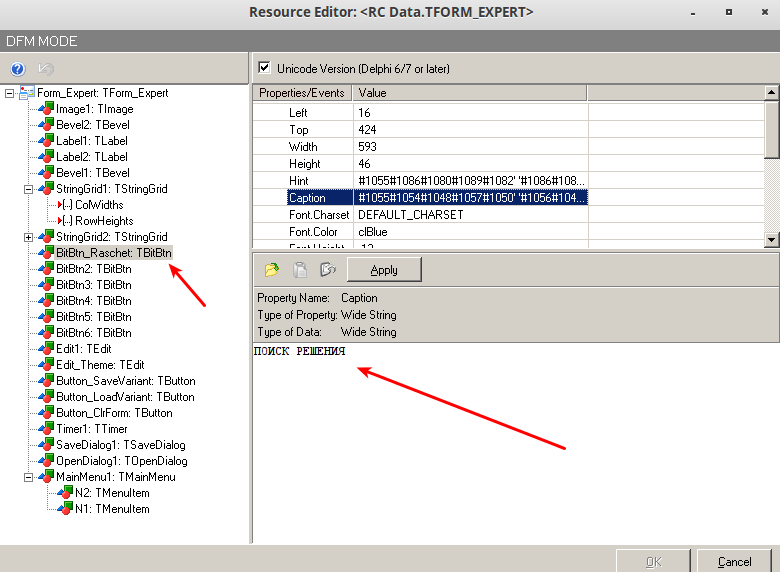 Resource Editor: <RC Data.TFORM_EXPERT>
DFM MODE
Form_Expert: TForm_Expert
Image1: TImage
Bevel2: TBevel
Label1: TLabel
Label2: TLabel
Bevel1: TBevel
StringGrid1: TStringGrid
(...) ColWidths
(...) RowHeights
StringGrid2: TStringGrid
BitBtn_Raschet: TBitBtn
BitBtn2: TBitBtn
BitBtn3: TBitBtn
BitBtn4: TBitBtn
BitBtn5: TBitBtn
BitBtn6: TBitBtn
Edit1: TEdit
Edit_Theme: TEdit
Button_SaveVariant: TButton
Button_LoadVariant: TButton
Button_ClrForm: TButton
Timer1: TTimer
SaveDialog1: TSaveDialog
OpenDialog1: TOpenDialog
MainMenu1: TMainMenu
N2: TMenuItem
N1: TMenuItem
Unicode Version (Delphi 6/7 or later)
Properties/Events Value
Left 16
Top 424
Width 593
Height 46
Hint #1055#1086#1080#1089#1082' '#1086#108...
Caption #1055#1054#1048#1057#1050' '#1056#104...
Font.Charset DEFAULT_CHARSET
Font.Color clBlue
Font.Height -13
Apply
Property Name: Caption
Type of Property: Wide String
Type of Data: Wide String
ПОИСК РЕШЕНИЯ
OK Cancel